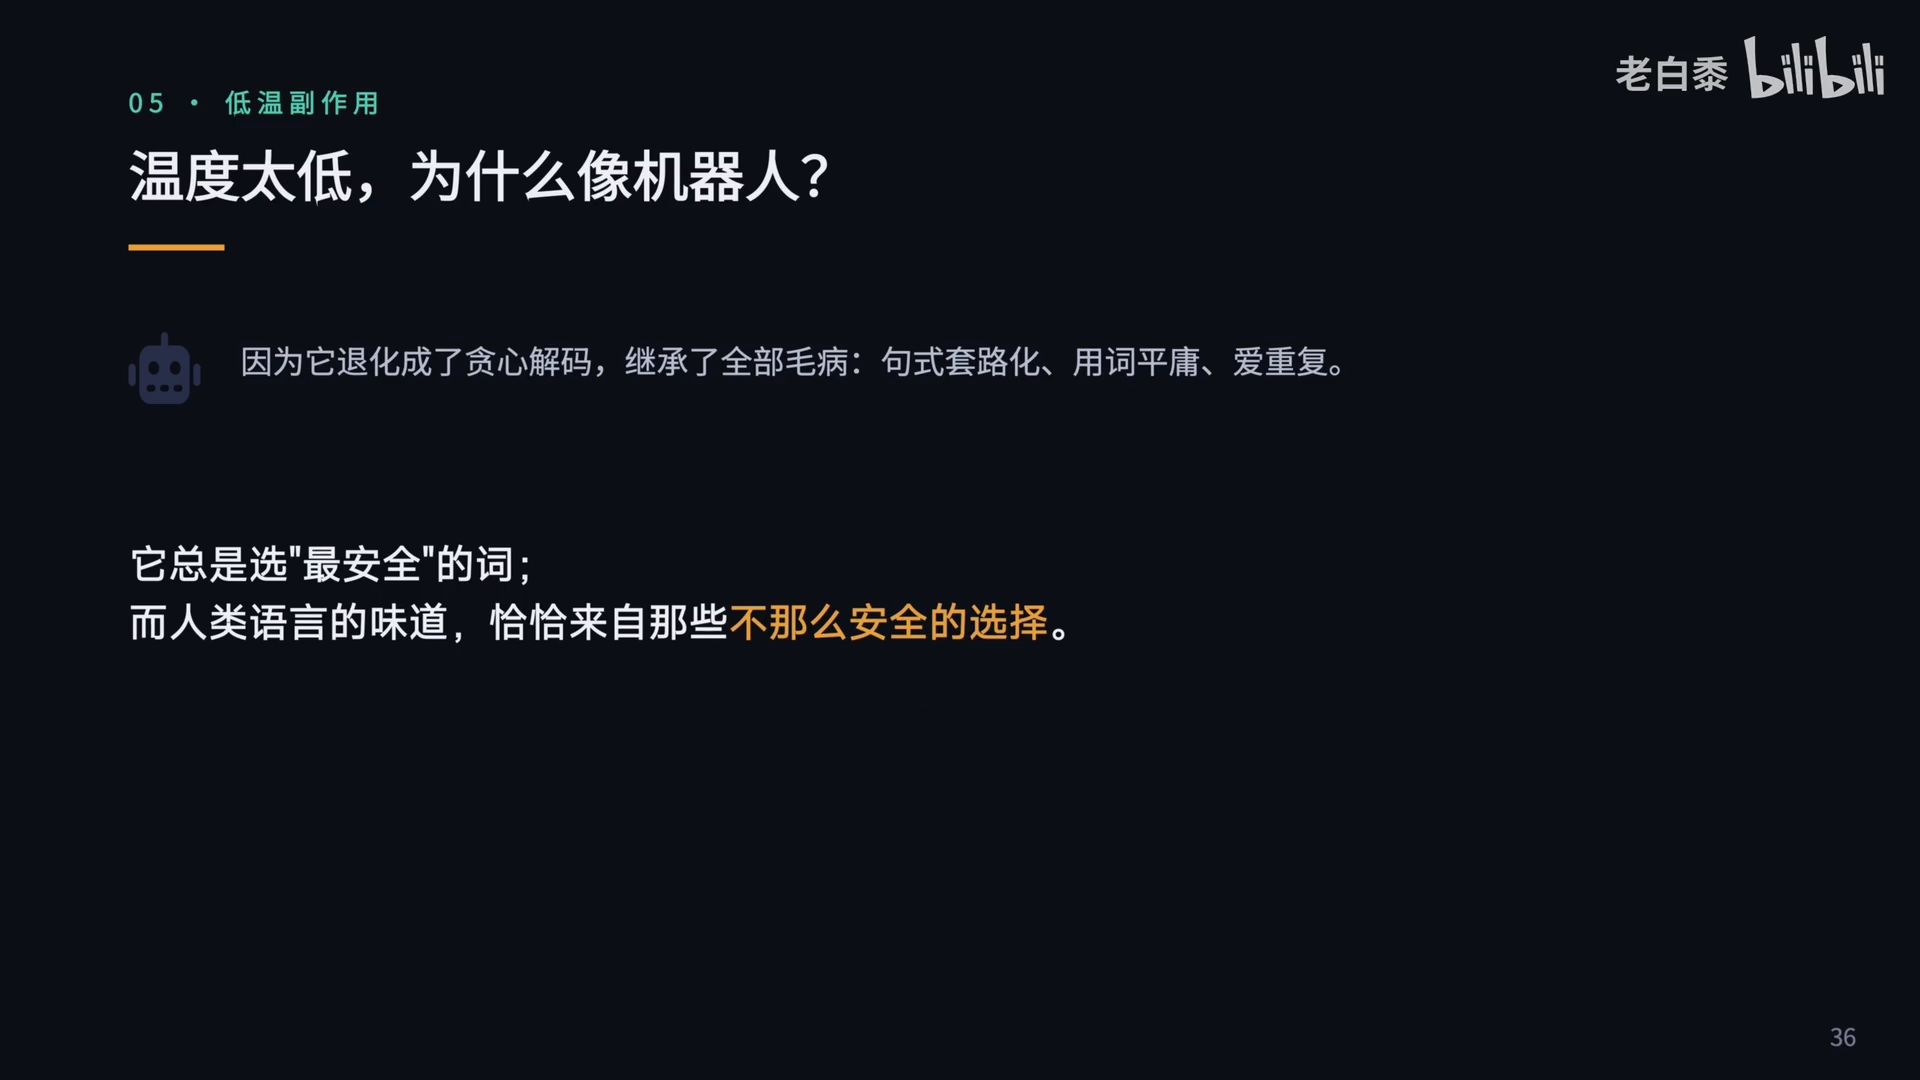 老白黍 bilibili
05 · 低温副作用
温度太低，为什么像机器人？
因为它退化成了贪心解码，继承了全部毛病：句式套路化、用词平庸、爱重复。
它总是选"最安全"的词；
而人类语言的味道，恰恰来自那些不那么安全的选择。
36